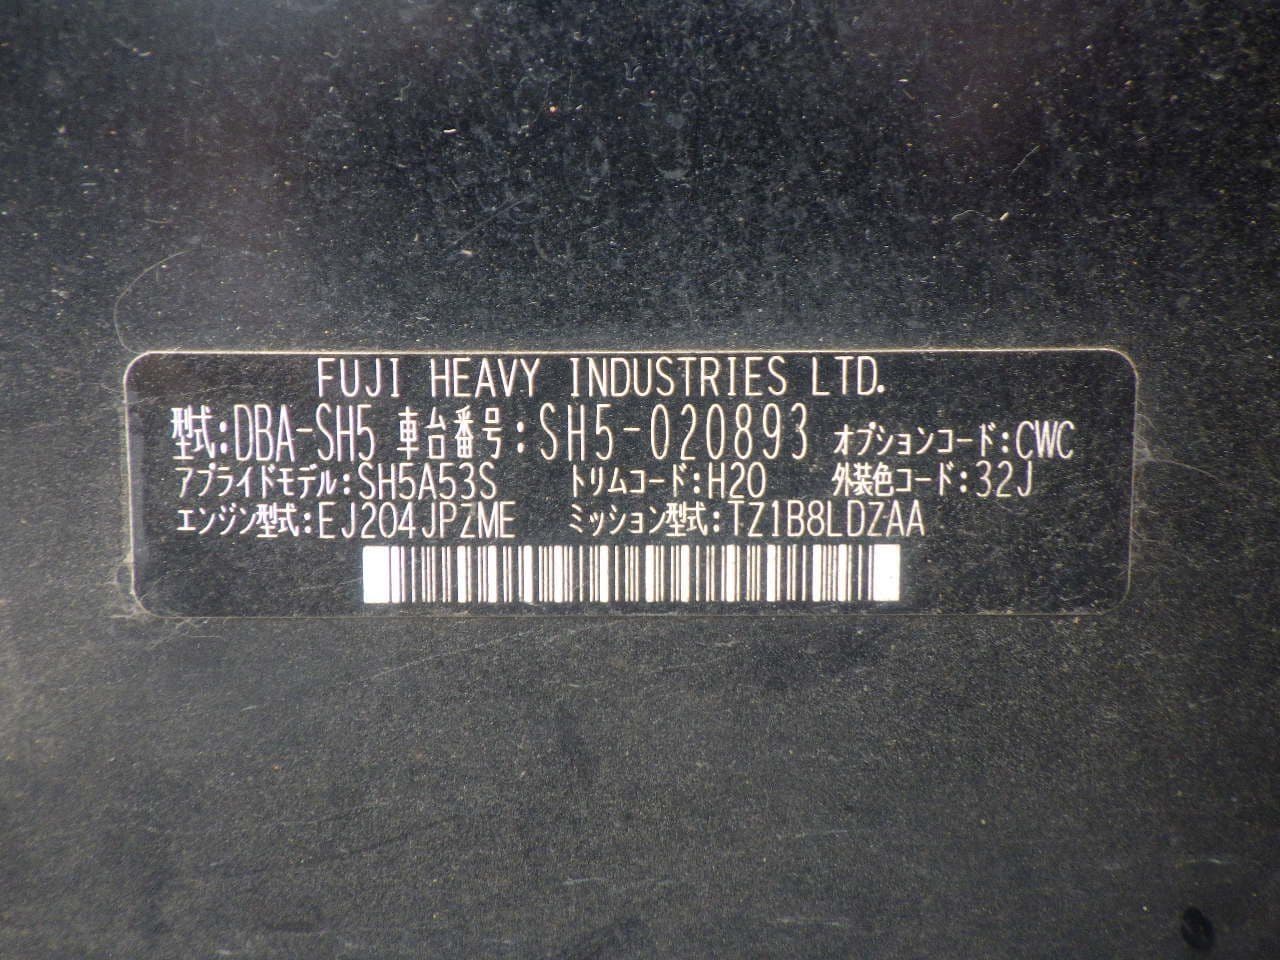 FUJI HEAVY INDUSTRIES LTD.
型式:DBA-SH5 車台番号:SH5-020893 オプションコード:CWC
アプライドモデル:SH5A53S トリムコード:H20 外装色コード:32J
エンジン型式:EJ204JPZME ミッション型式:TZ1B8LDZAA